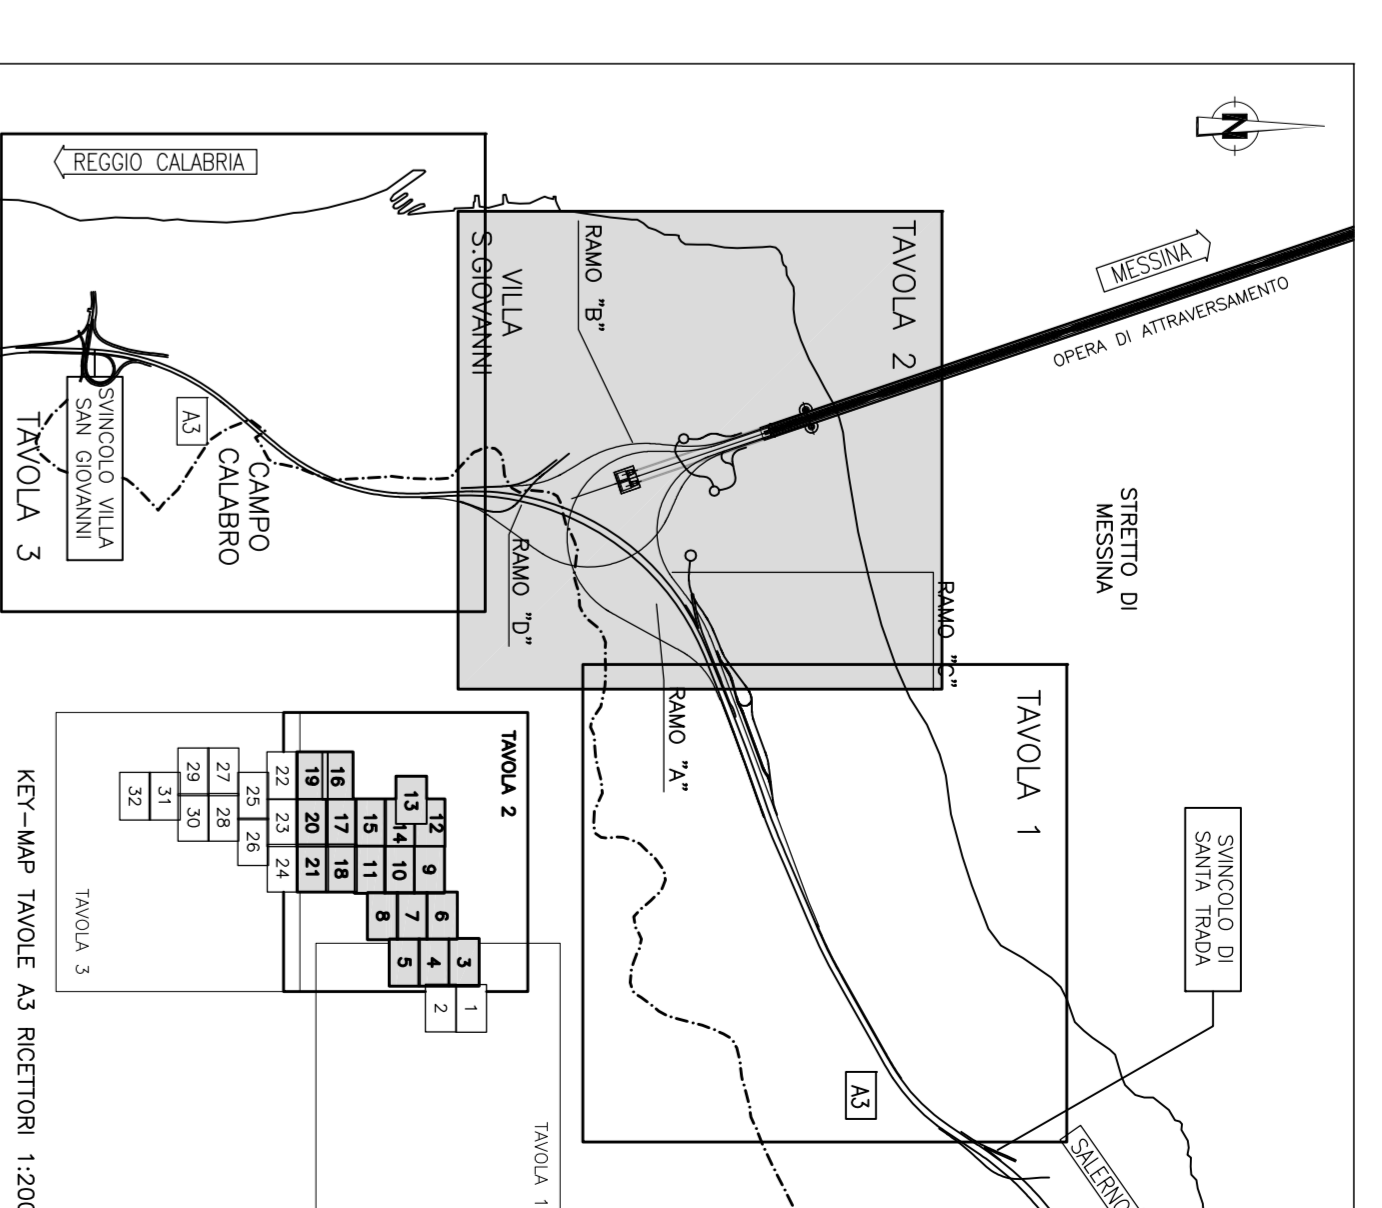 N
REGGIO CALABRIA
MESSINA
OPERA DI ATTRAVERSAMENTO
TAVOLA 2
RAMO "B"
VILLA
S.GIOVANNI
STRETTO DI
MESSINA
SVINCOLO VILLA
SAN GIOVANNI
A3
CAMPO
CALABRO
TAVOLA 3
RAMO "D"
RAMO "C"
RAMO "A"
TAVOLA 1
SVINCOLO DI
SANTA TRADA
A3
SALERNO
TAVOLA 2
1
2
3
4
5
6
7
8
9
10
11
12
13
14
15
16
17
18
19
20
21
22
23
24
25
26
27
28
29
30
31
32
TAVOLA 3
TAVOLA 1
KEY-MAP TAVOLE A3 RICETTORI